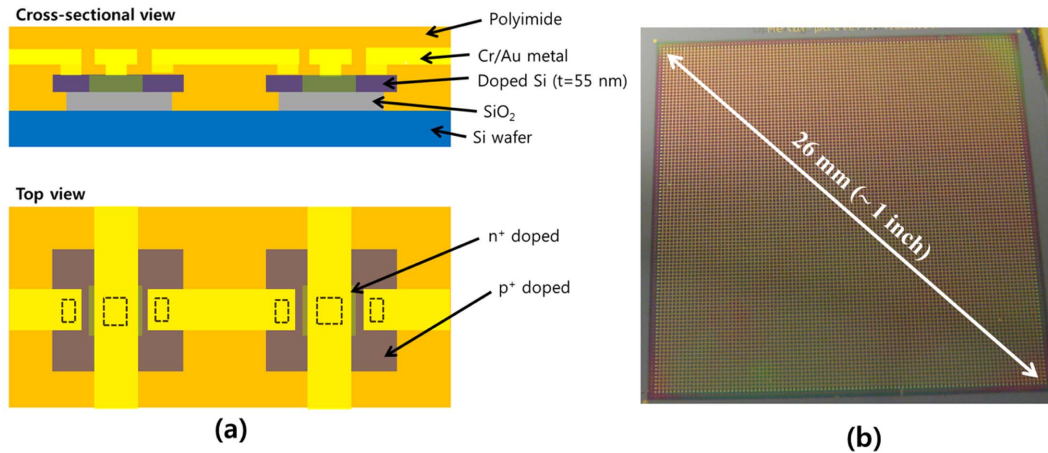 Cross-sectional view
Polyimide
Cr/Au metal
Doped Si (t=55 nm)
SiO₂
Si wafer
Top view
n⁺ doped
p⁺ doped
(a)
26 mm (~ 1 inch)
(b)